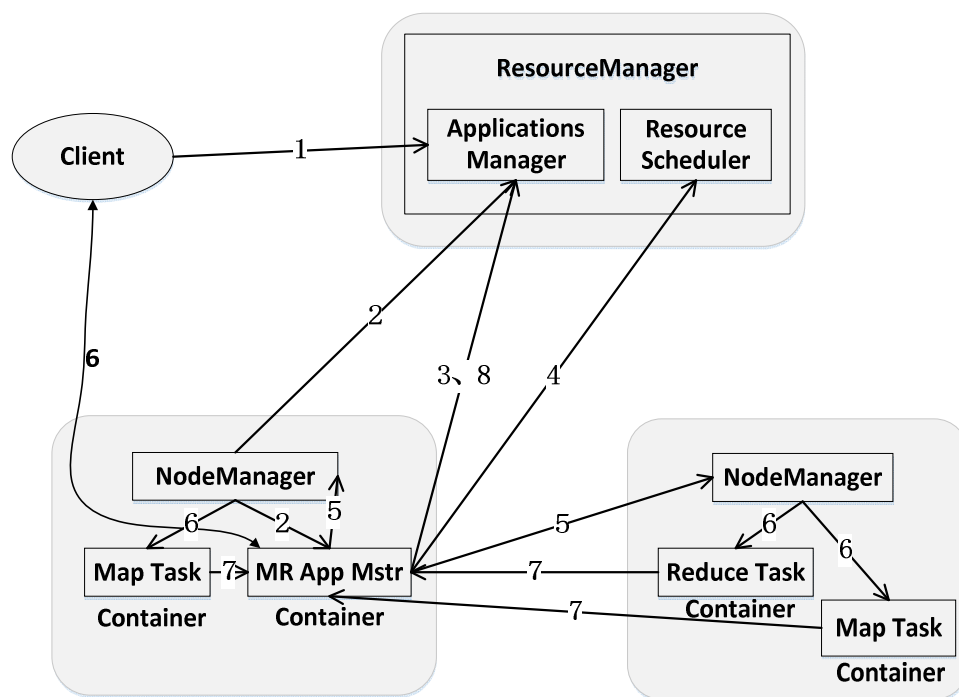 ResourceManager
Applications
Manager
Resource
Scheduler
Client
1
2
6
3、8
4
NodeManager
5
6
2
Map Task
7
MR App Mstr
Container
Container
5
7
7
NodeManager
6
6
Reduce Task
Container
Map Task
Container